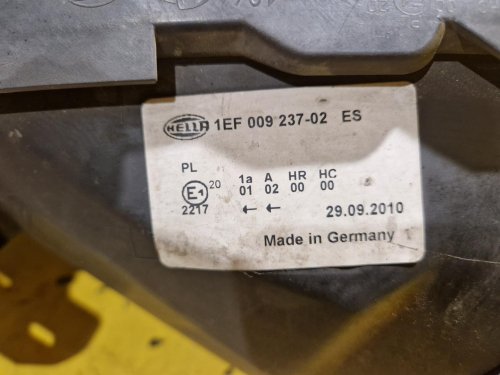 HELLA 1EF 009 237-02 ES
PL 1a A HR HC
E1 20 01 02 00 00
2217 ← ← 29.09.2010
Made in Germany